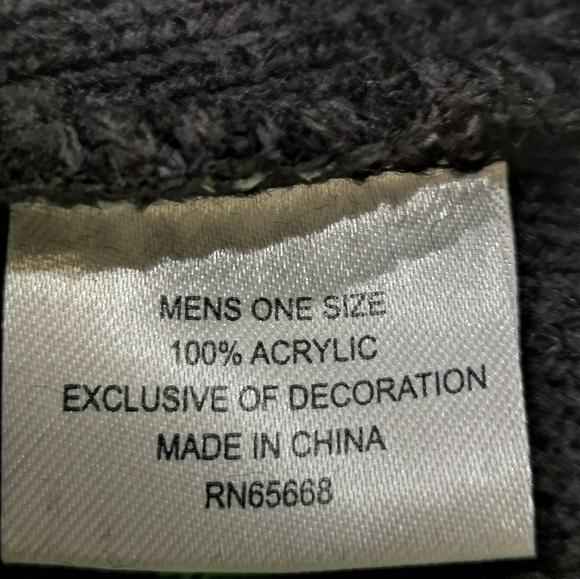 MENS ONE SIZE
100% ACRYLIC
EXCLUSIVE OF DECORATION
MADE IN CHINA
RN65668